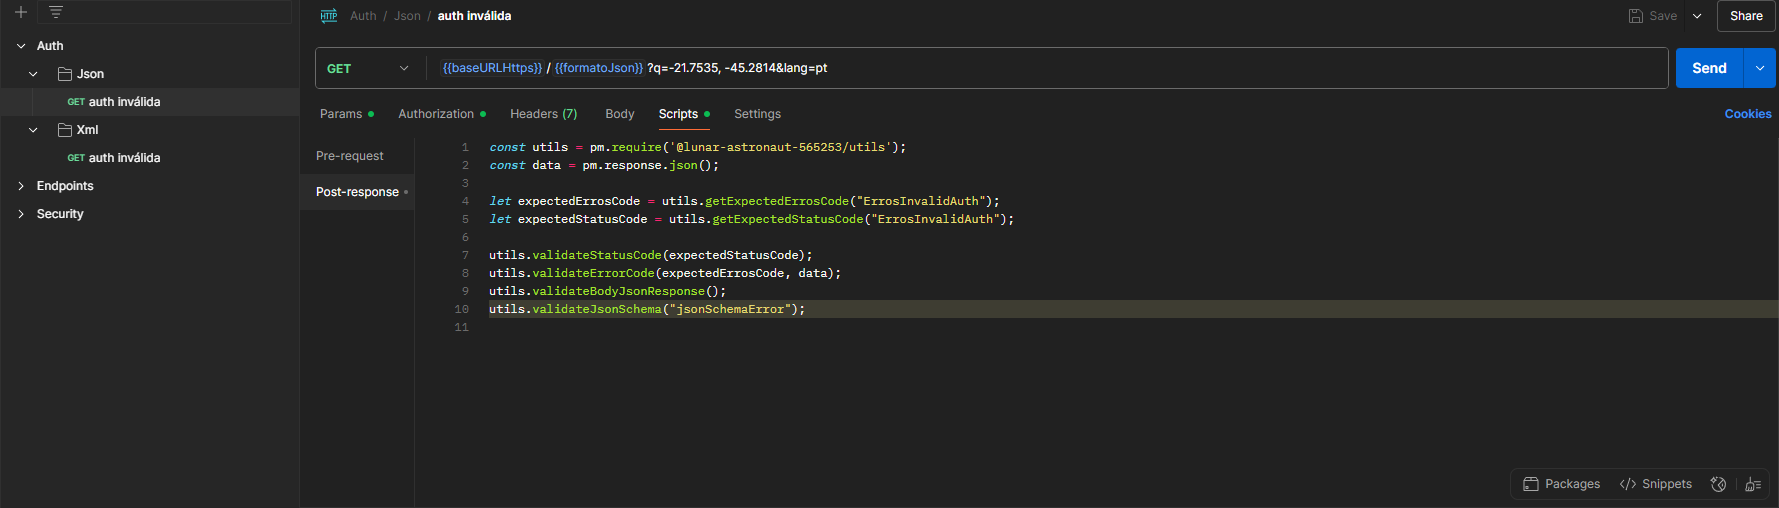 HTTP Auth / Json / auth inválida
Save
Share
Auth
Json
GET auth inválida
Xml
GET auth inválida
Endpoints
Security
GET
{{baseURLHttps}} / {{formatoJson}} ?q=-21.7535, -45.2814&lang=pt
Send
Params
Authorization
Headers (7)
Body
Scripts
Settings
Cookies
Pre-request
Post-response
1 const utils = pm.require('@lunar-astronaut-565253/utils');
2 const data = pm.response.json();
3
4 let expectedErrosCode = utils.getExpectedErrosCode("ErrosInvalidAuth");
5 let expectedStatusCode = utils.getExpectedStatusCode("ErrosInvalidAuth");
6
7 utils.validateStatusCode(expectedStatusCode);
8 utils.validateErrorCode(expectedErrosCode, data);
9 utils.validateBodyJsonResponse();
10 utils.validateJsonSchema("jsonSchemaError");
11
Packages
</> Snippets